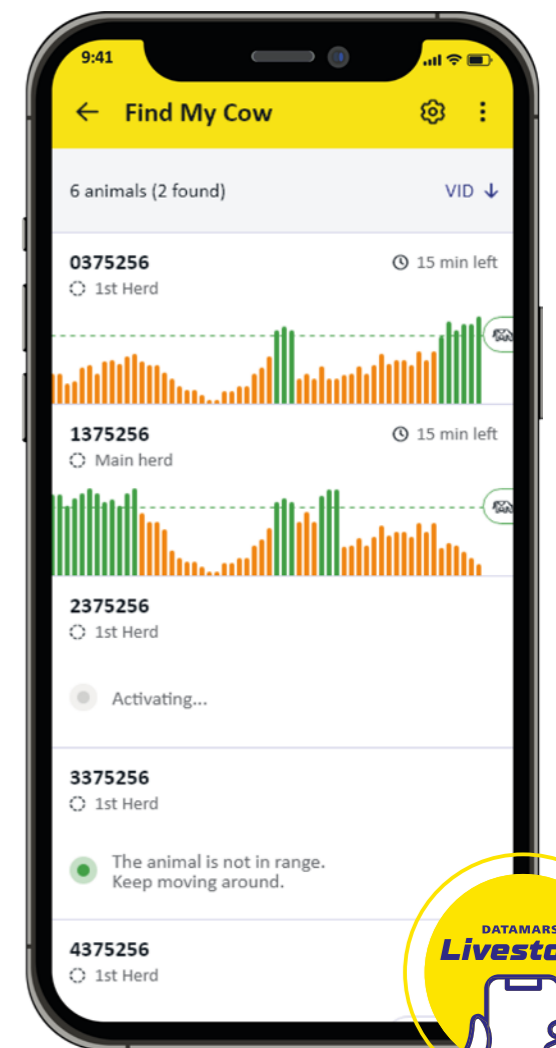 9:41
Find My Cow
6 animals (2 found)
VID
0375256
15 min left
1st Herd
1375256
15 min left
Main herd
2375256
1st Herd
Activating...
3375256
1st Herd
The animal is not in range.
Keep moving around.
4375256
1st Herd
DATAMARS